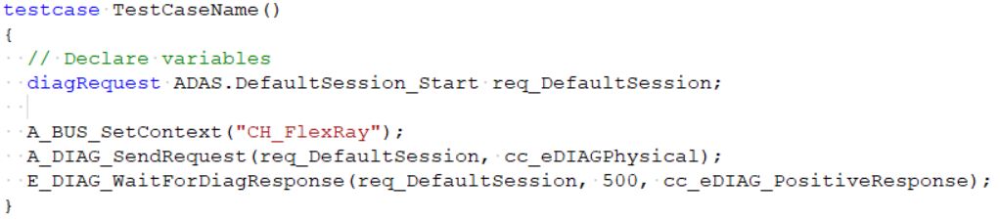 testcase TestCaseName()
{
  // Declare variables
  diagRequest ADAS.DefaultSession_Start req_DefaultSession;

  A_BUS_SetContext("CH_FlexRay");
  A_DIAG_SendRequest(req_DefaultSession, cc_eDIAGPhysical);
  E_DIAG_WaitForDiagResponse(req_DefaultSession, 500, cc_eDIAG_PositiveResponse);
}